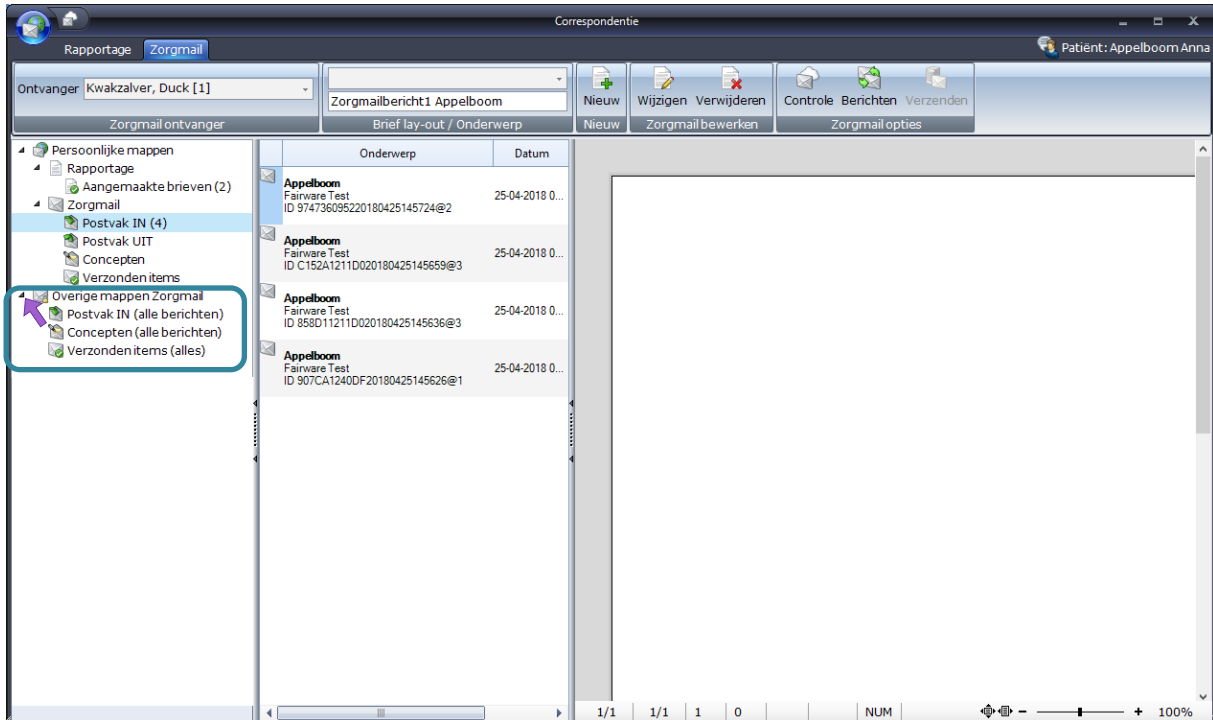 Correspondentie
Rapportage Zorgmail
Patiënt: Appelboom Anna
Ontvanger Kwakzalver, Duck [1]
Zorgmailbericht1 Appelboom
Nieuw Wijzigen Verwijderen Controle Berichten Verzenden
Zorgmail ontvanger Brief lay-out / Onderwerp Nieuw Zorgmail bewerken Zorgmail opties
Persoonlijke mappen
Rapportage
Aangemaakte brieven (2)
Zorgmail
Postvak IN (4)
Postvak UIT
Concepten
Verzonden items
Overige mappen Zorgmail
Postvak IN (alle berichten)
Concepten (alle berichten)
Verzonden items (alles)
Onderwerp Datum
Appelboom
Fairware Test 25-04-2018 0...
ID 974736095220180425145724@2
Appelboom
Fairware Test 25-04-2018 0...
ID C152A1211D020180425145659@3
Appelboom
Fairware Test 25-04-2018 0...
ID 858D11211D020180425145636@3
Appelboom
Fairware Test 25-04-2018 0...
ID 907CA1240DF20180425145626@1
1/1 1/1 1 0 NUM 100%